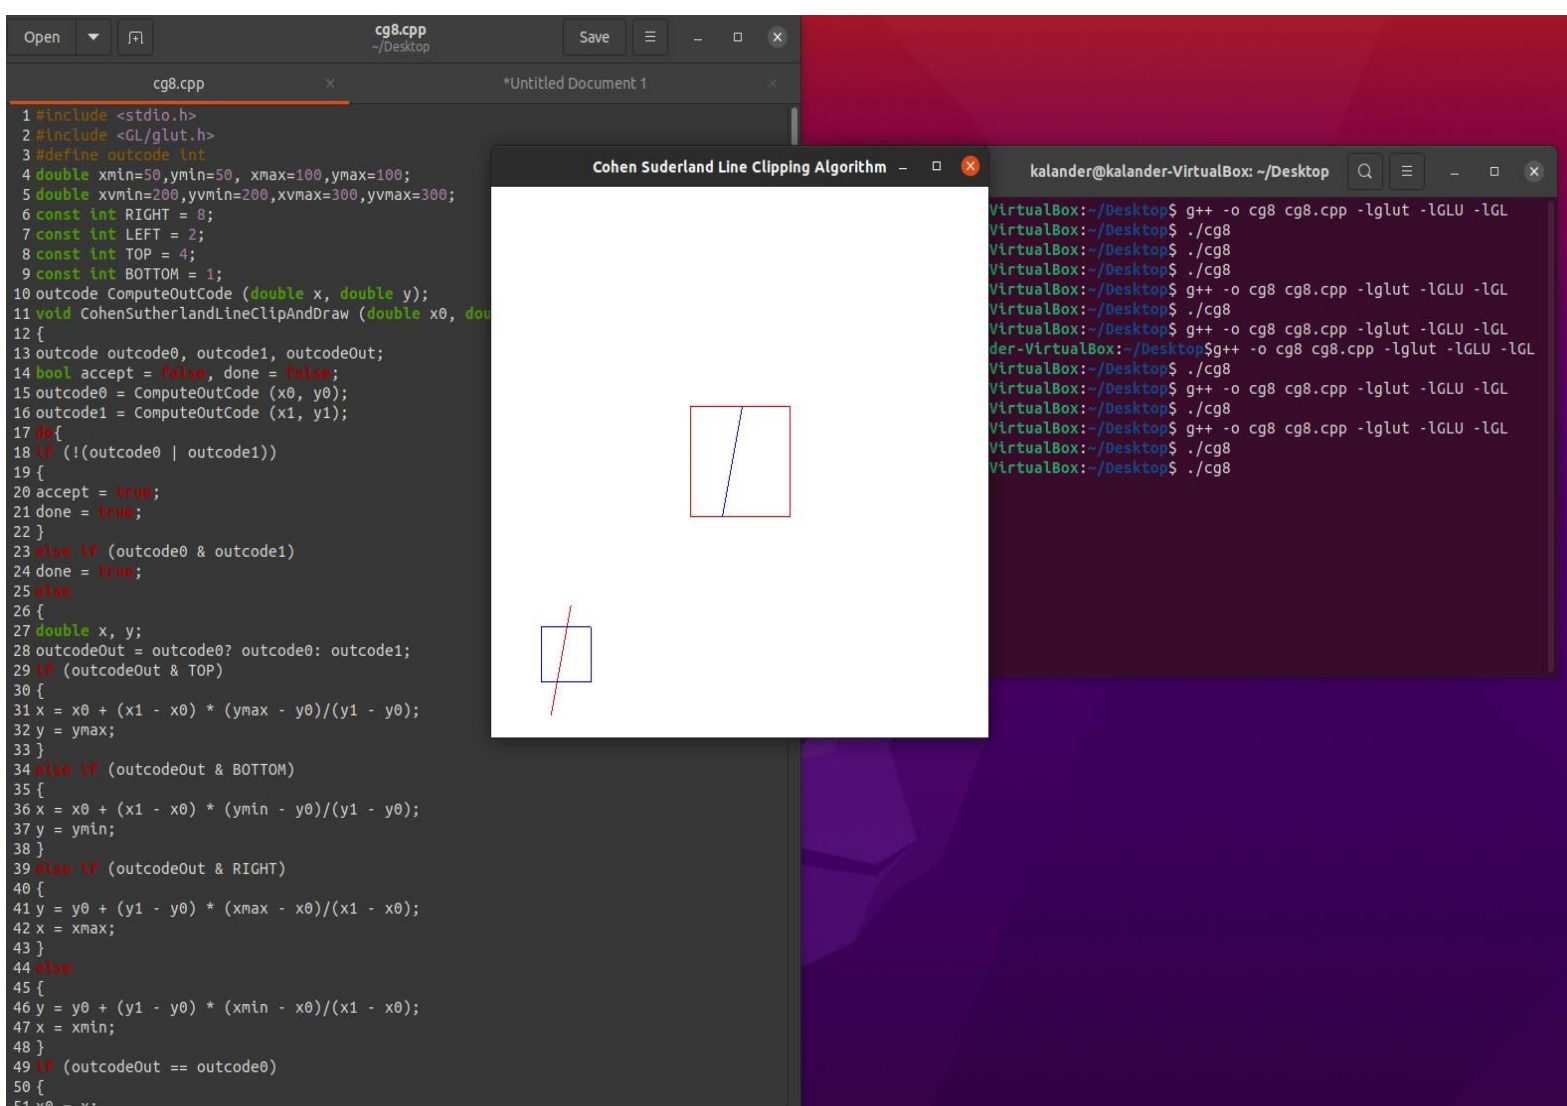 Open
cg8.cpp
~/Desktop
Save
cg8.cpp
*Untitled Document 1
1 #include <stdio.h>
2 #include <GL/glut.h>
3 #define outcode int
4 double xmin=50,ymin=50, xmax=100,ymax=100;
5 double xvmin=200,yvmin=200,xvmax=300,yvmax=300;
6 const int RIGHT = 8;
7 const int LEFT = 2;
8 const int TOP = 4;
9 const int BOTTOM = 1;
10 outcode ComputeOutCode (double x, double y);
11 void CohenSutherlandLineClipAndDraw (double x0, dou
12 {
13 outcode outcode0, outcode1, outcodeOut;
14 bool accept = false, done = false;
15 outcode0 = ComputeOutCode (x0, y0);
16 outcode1 = ComputeOutCode (x1, y1);
17 do{
18 if (!(outcode0 | outcode1))
19 {
20 accept = true;
21 done = true;
22 }
23 else if (outcode0 & outcode1)
24 done = true;
25 else
26 {
27 double x, y;
28 outcodeOut = outcode0? outcode0: outcode1;
29 if (outcodeOut & TOP)
30 {
31 x = x0 + (x1 - x0) * (ymax - y0)/(y1 - y0);
32 y = ymax;
33 }
34 else if (outcodeOut & BOTTOM)
35 {
36 x = x0 + (x1 - x0) * (ymin - y0)/(y1 - y0);
37 y = ymin;
38 }
39 else if (outcodeOut & RIGHT)
40 {
41 y = y0 + (y1 - y0) * (xmax - x0)/(x1 - x0);
42 x = xmax;
43 }
44 else
45 {
46 y = y0 + (y1 - y0) * (xmin - x0)/(x1 - x0);
47 x = xmin;
48 }
49 if (outcodeOut == outcode0)
50 {
51 x0 = x;
Cohen Suderland Line Clipping Algorithm
kalander@kalander-VirtualBox: ~/Desktop
VirtualBox:~/Desktop$ g++ -o cg8 cg8.cpp -lglut -lGLU -lGL
VirtualBox:~/Desktop$ ./cg8
VirtualBox:~/Desktop$ ./cg8
VirtualBox:~/Desktop$ ./cg8
VirtualBox:~/Desktop$ g++ -o cg8 cg8.cpp -lglut -lGLU -lGL
VirtualBox:~/Desktop$ ./cg8
VirtualBox:~/Desktop$ g++ -o cg8 cg8.cpp -lglut -lGLU -lGL
der-VirtualBox:~/Desktop$g++ -o cg8 cg8.cpp -lglut -lGLU -lGL
VirtualBox:~/Desktop$ ./cg8
VirtualBox:~/Desktop$ g++ -o cg8 cg8.cpp -lglut -lGLU -lGL
VirtualBox:~/Desktop$ ./cg8
VirtualBox:~/Desktop$ g++ -o cg8 cg8.cpp -lglut -lGLU -lGL
VirtualBox:~/Desktop$ ./cg8
VirtualBox:~/Desktop$ ./cg8